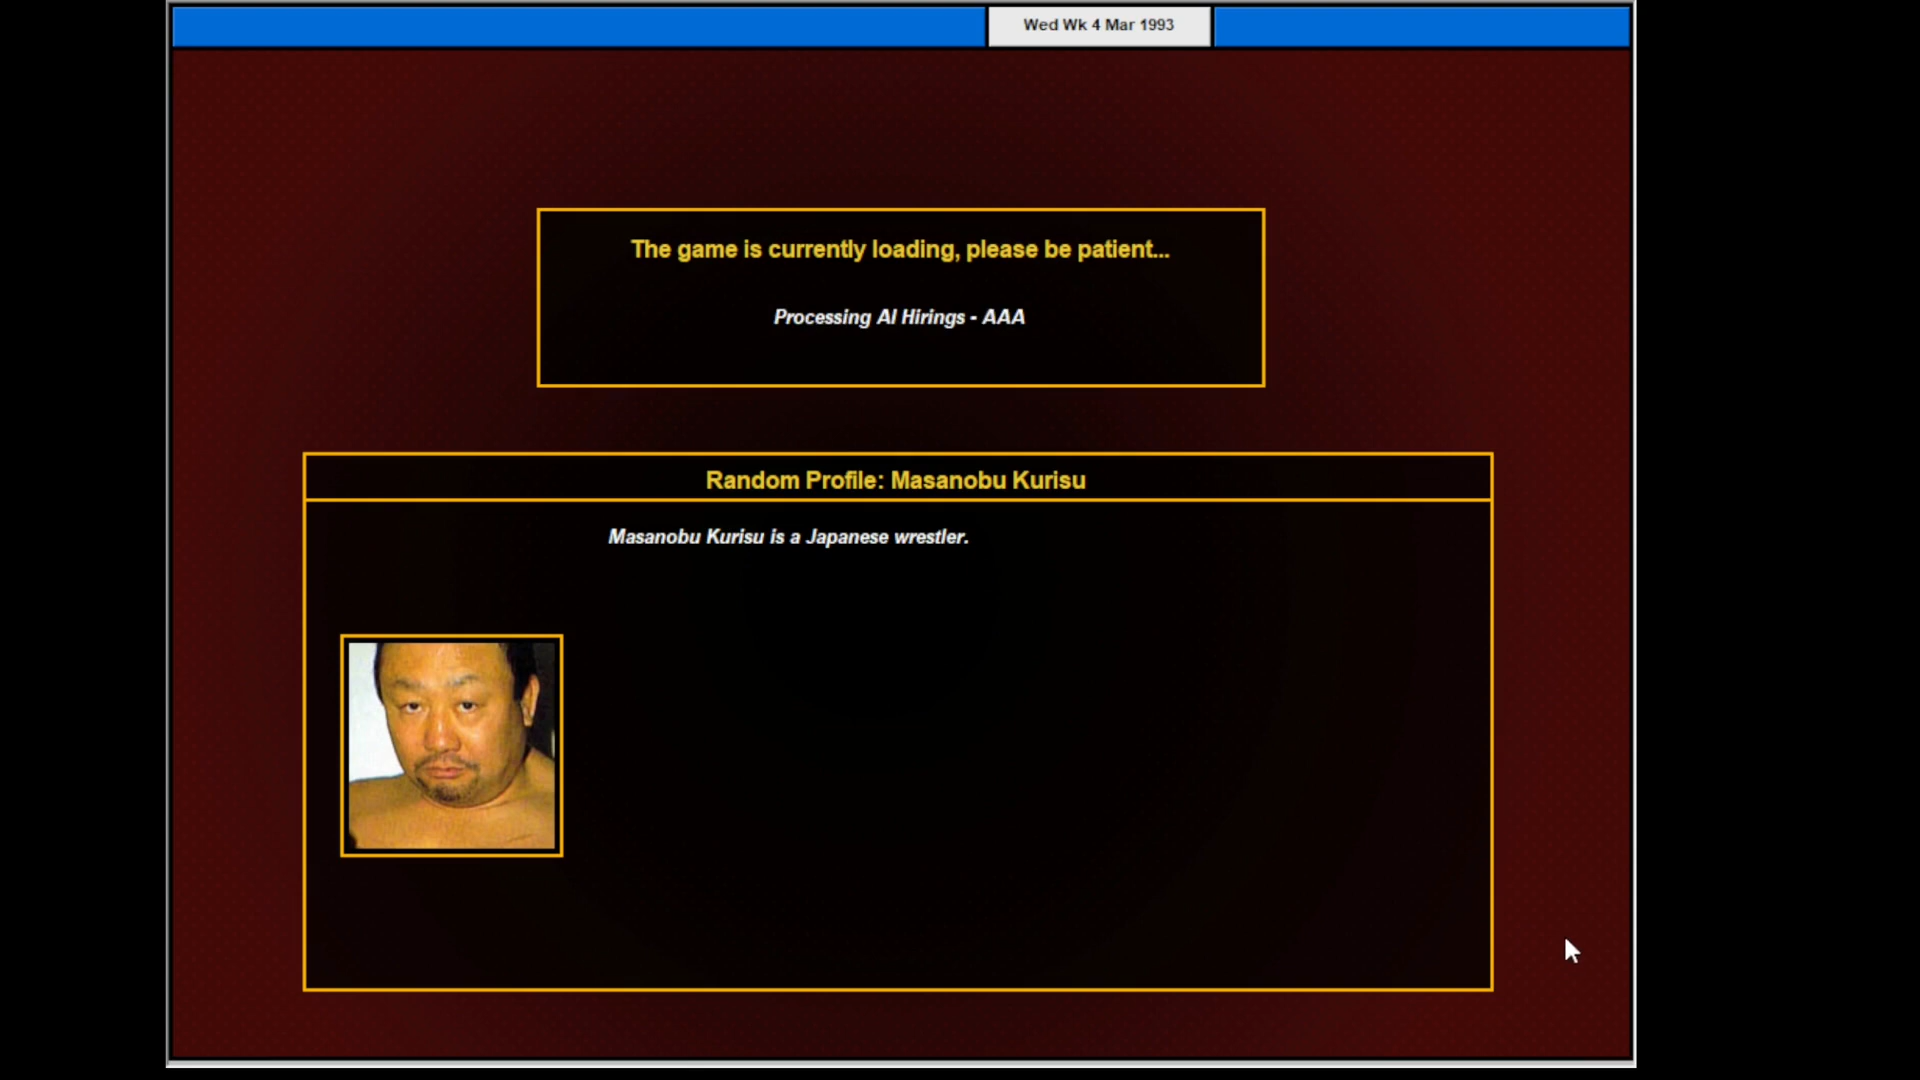 Wed Wk 4 Mar 1993
The game is currently loading, please be patient...
Processing AI Hirings - AAA
Random Profile: Masanobu Kurisu
Masanobu Kurisu is a Japanese wrestler.